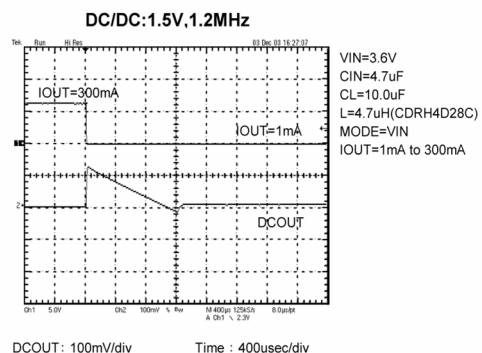 DC/DC:1.5V,1.2MHz
Tek Run Hi Res 03 Dec 03 16:27:07
VIN=3.6V
CIN=4.7uF
CL=10.0uF
L=4.7uH(CDRH4D28C)
MODE=VIN
IOUT=1mA to 300mA
IOUT=300mA
IOUT=1mA
2
DCOUT
Ch1 5.0V Ch2 100mV % Bw M 400µs 125kS/s 8.0µs/pt
A Ch1 2.3V
DCOUT: 100mV/div Time : 400usec/div